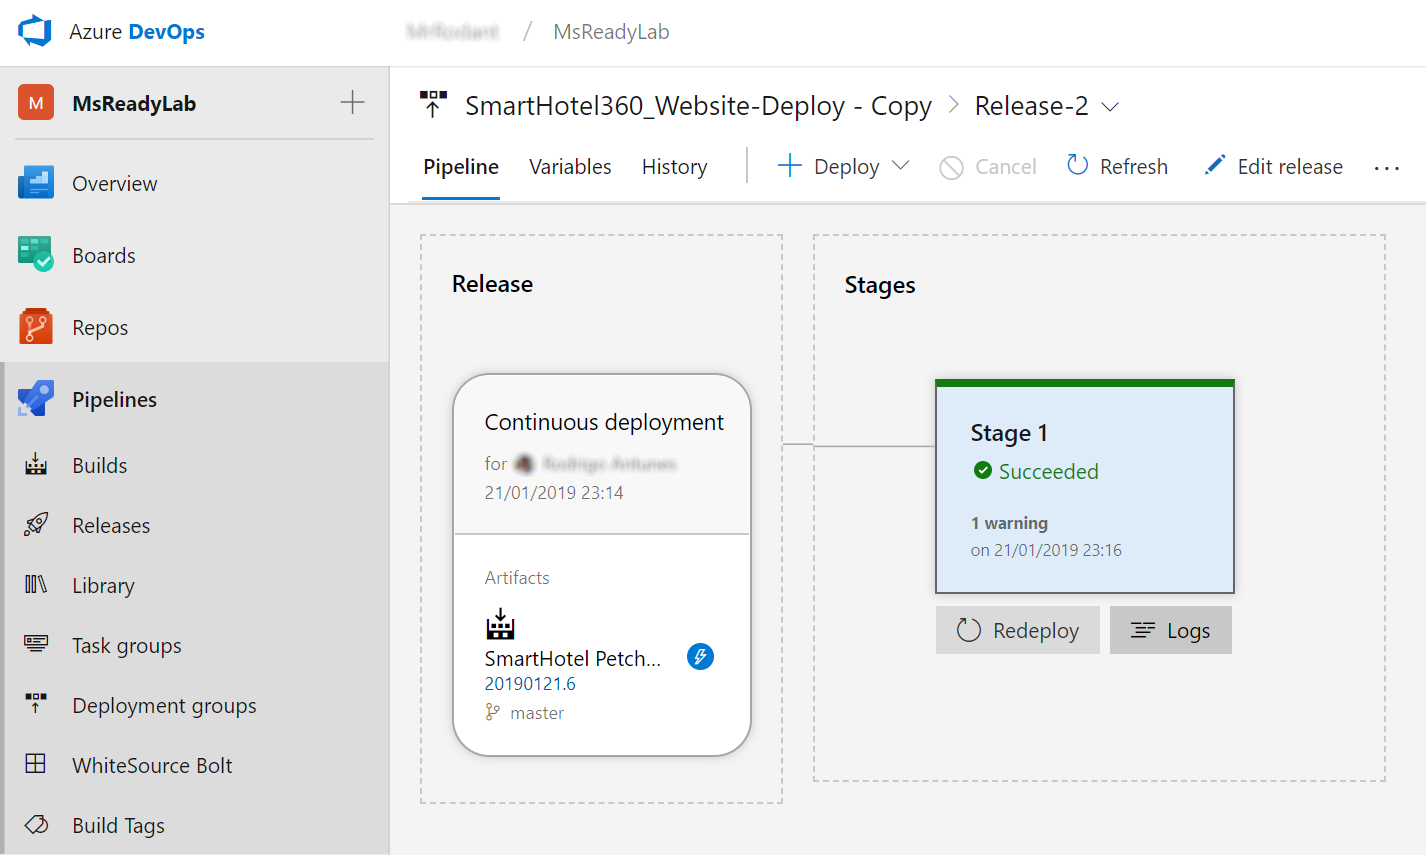 Azure DevOps
/ MsReadyLab
M MsReadyLab
Overview
Boards
Repos
Pipelines
Builds
Releases
Library
Task groups
Deployment groups
WhiteSource Bolt
Build Tags
SmartHotel360_Website-Deploy - Copy > Release-2
Pipeline Variables History Deploy Cancel Refresh Edit release ...
Release
Continuous deployment
for
21/01/2019 23:14
Artifacts
SmartHotel Petch...
20190121.6
master
Stages
Stage 1
Succeeded
1 warning
on 21/01/2019 23:16
Redeploy Logs